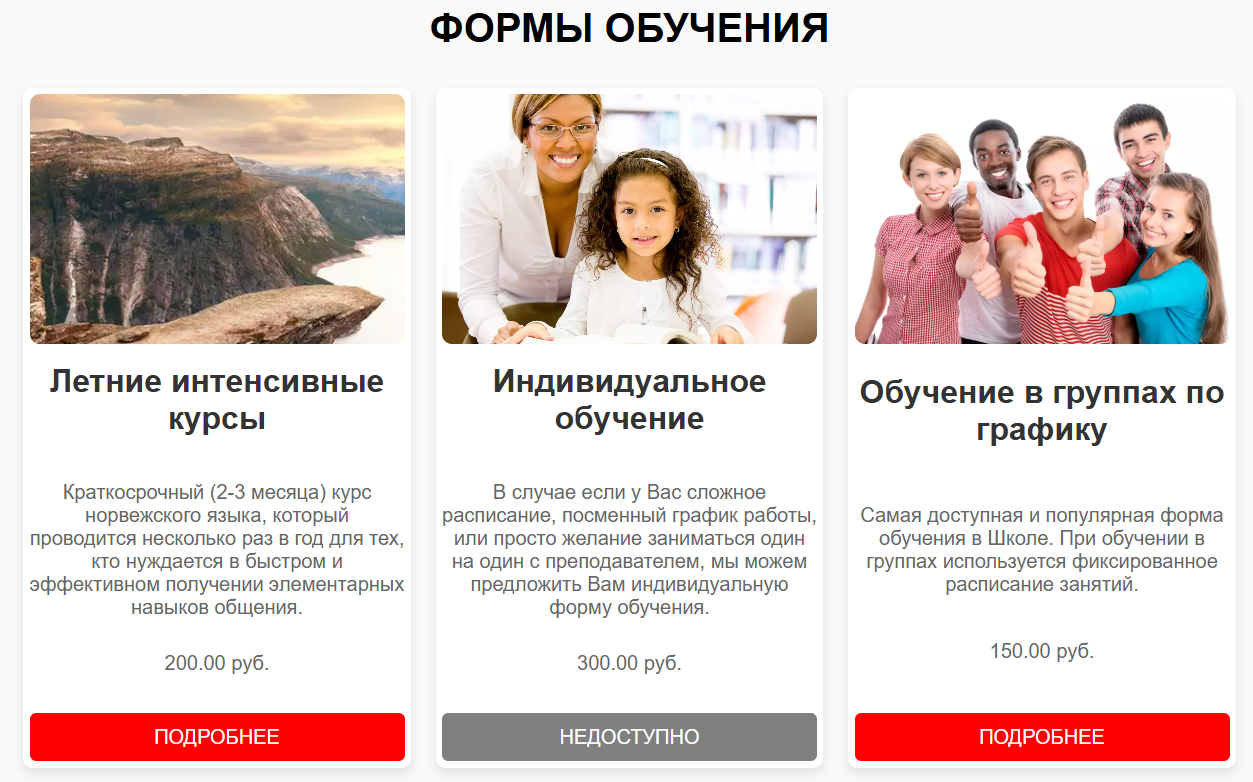 ФОРМЫ ОБУЧЕНИЯ
Летние интенсивные
курсы
Краткосрочный (2-3 месяца) курс
норвежского языка, который
проводится несколько раз в год для тех,
кто нуждается в быстром и
эффективном получении элементарных
навыков общения.
200.00 руб.
ПОДРОБНЕЕ
Индивидуальное
обучение
В случае если у Вас сложное
расписание, посменный график работы,
или просто желание заниматься один
на один с преподавателем, мы можем
предложить Вам индивидуальную
форму обучения.
300.00 руб.
НЕДОСТУПНО
Обучение в группах по
графику
Самая доступная и популярная форма
обучения в Школе. При обучении в
группах используется фиксированное
расписание занятий.
150.00 руб.
ПОДРОБНЕЕ